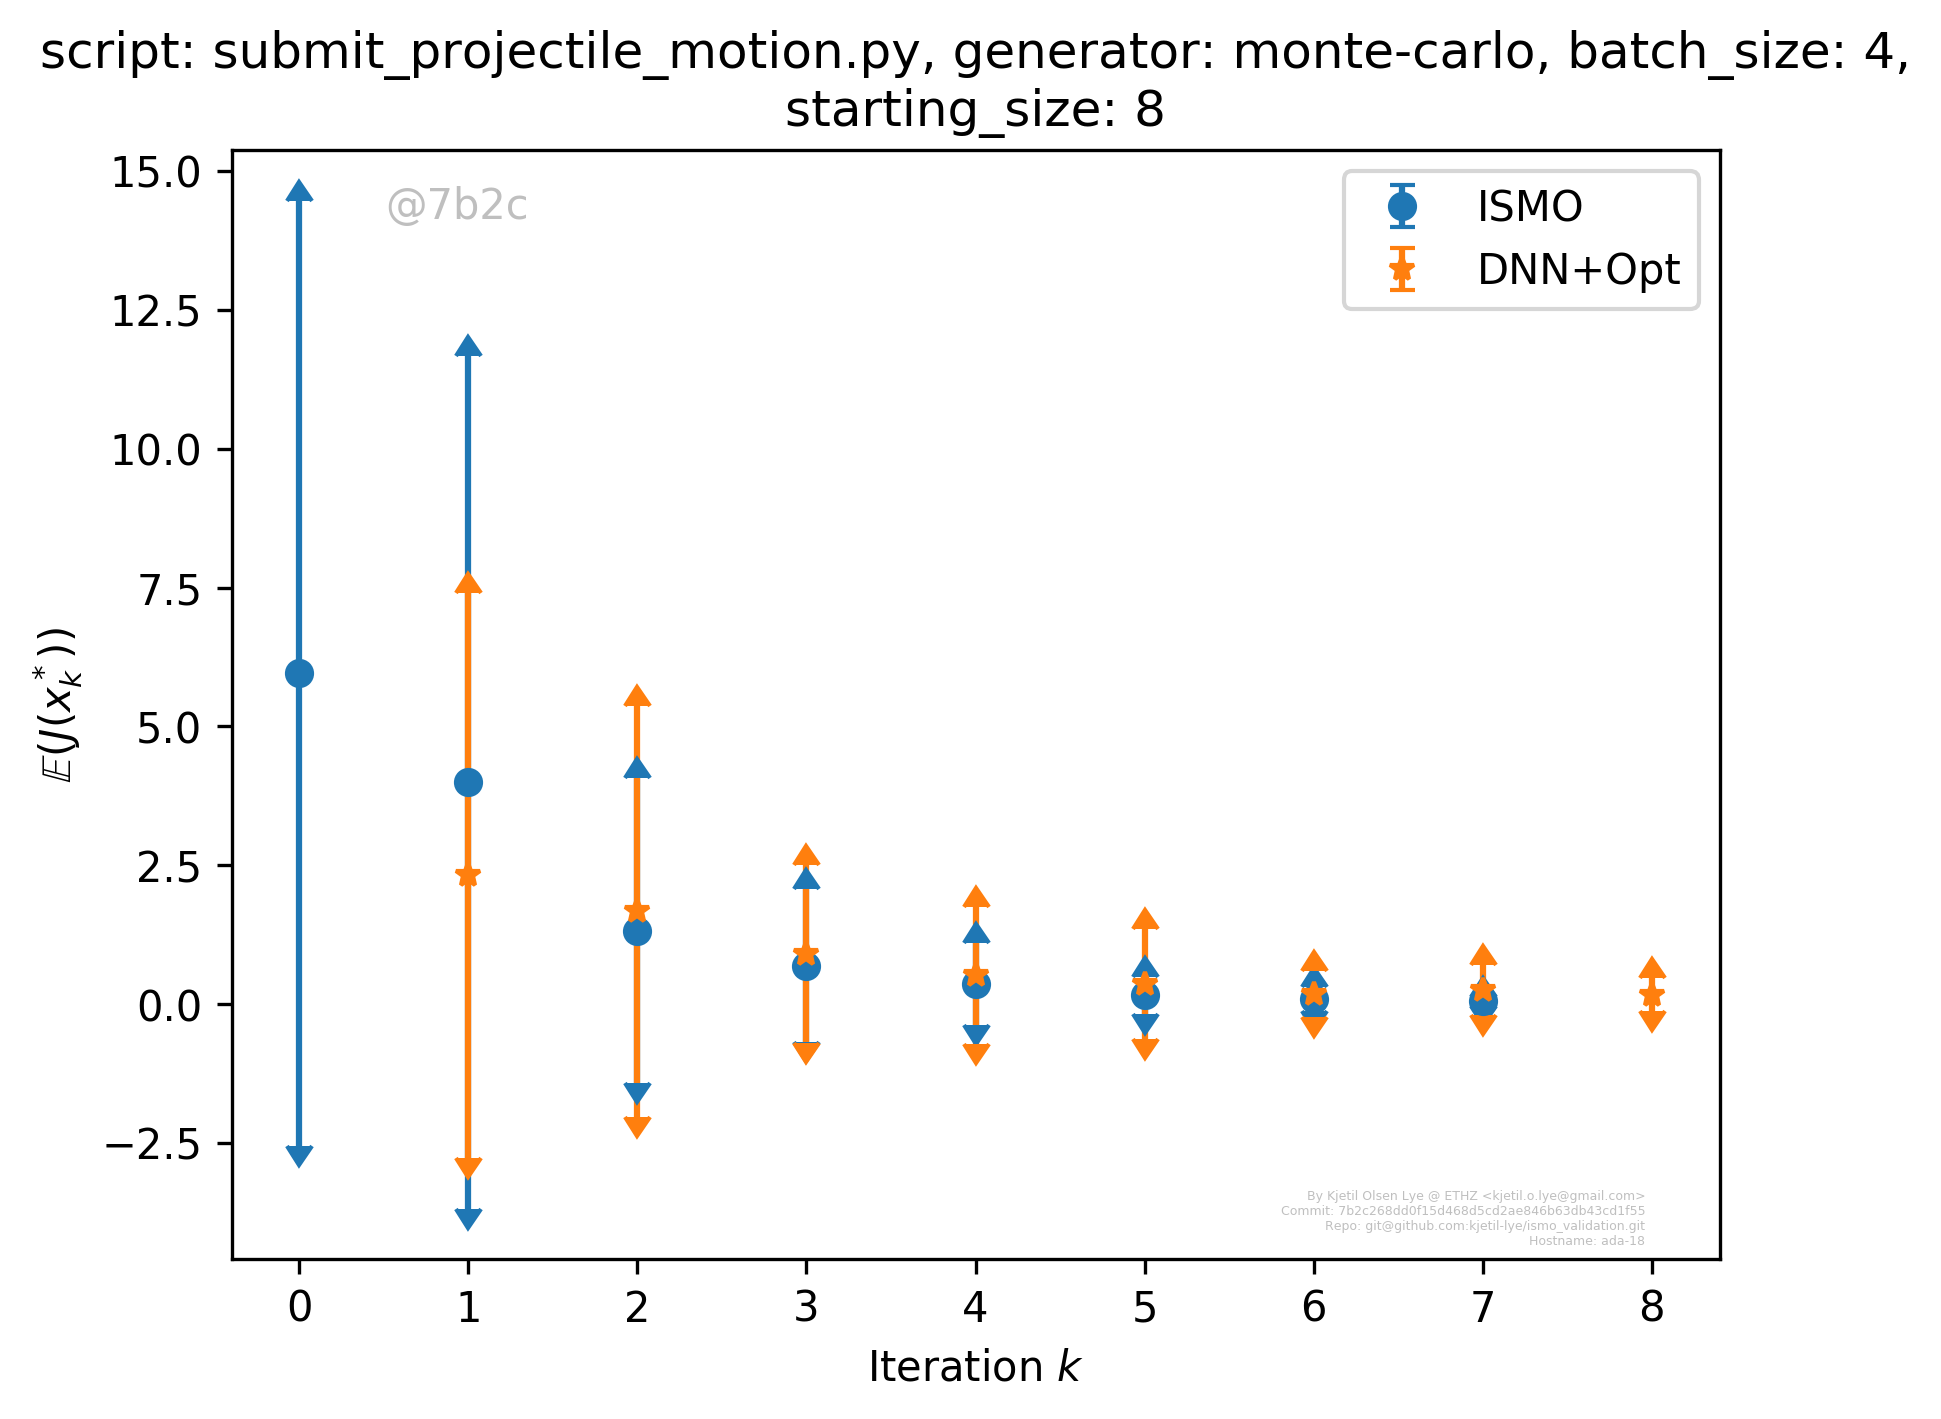 script: submit_projectile_motion.py, generator: monte-carlo, batch_size: 4,
starting_size: 8
@7b2c
ISMO
DNN+Opt
15.0
12.5
10.0
7.5
5.0
2.5
0.0
−2.5
𝔼(J(x_k^*))
0 1 2 3 4 5 6 7 8
Iteration k
By Kjetil Olsen Lye @ ETHZ <kjetil.o.lye@gmail.com>
Commit: 7b2c268dd0f15d468d5cd2ae846b63db43cd1f55
Repo: git@github.com:kjetil-lye/ismo_validation.git
Hostname: ada-18